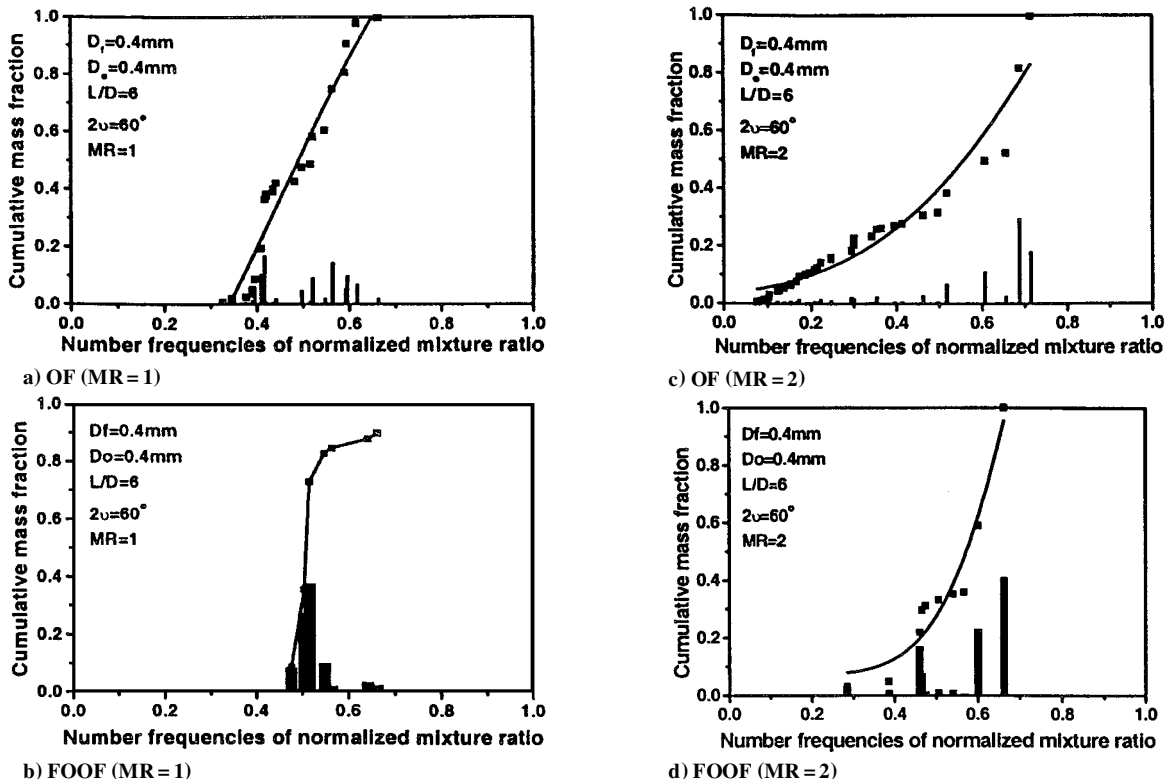 1.0
0.8
0.6
0.4
0.2
0.0
Cumulative mass fraction
Df=0.4mm
Do=0.4mm
L/D=6
2υ=60°
MR=1
0.0 0.2 0.4 0.6 0.8 1.0
Number frequencies of normalized mixture ratio
a) OF (MR = 1)
1.0
0.8
0.6
0.4
0.2
0.0
Cumulative mass fraction
Df=0.4mm
Do=0.4mm
L/D=6
2υ=60°
MR=2
0.0 0.2 0.4 0.6 0.8 1.0
Number frequencies of normalized mixture ratio
c) OF (MR = 2)
1.0
0.8
0.6
0.4
0.2
0.0
Cumulative mass fraction
Df=0.4mm
Do=0.4mm
L/D=6
2υ=60°
MR=1
0.0 0.2 0.4 0.6 0.8 1.0
Number frequencies of normalized mixture ratio
b) FOOF (MR = 1)
1.0
0.8
0.6
0.4
0.2
0.0
Cumulative mass fraction
Df=0.4mm
Do=0.4mm
L/D=6
2υ=60°
MR=2
0.0 0.2 0.4 0.6 0.8 1.0
Number frequencies of normalized mixture ratio
d) FOOF (MR = 2)